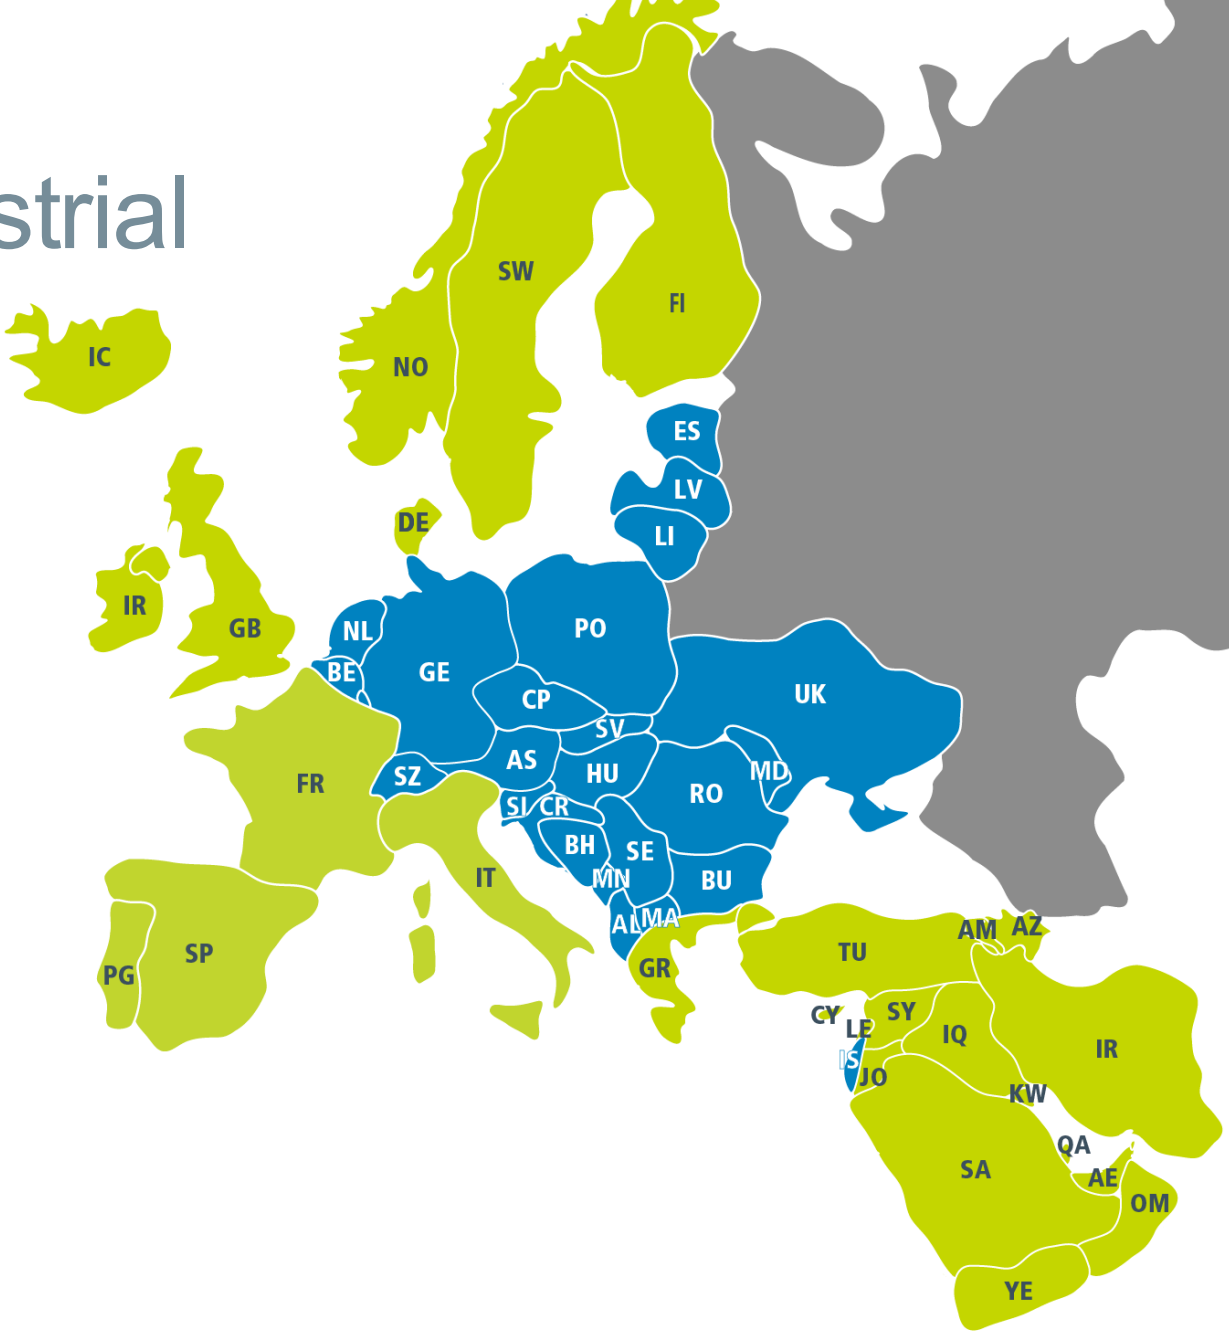 strial
SW
FI
IC
NO
ES
LV
LI
DE
IR
GB
NL
PO
BE
GE
CP
UK
SV
AS
HU
MD
SZ
FR
RO
SI
CR
BH
SE
IT
MN
BU
AL
MA
AM
AZ
SP
TU
PG
GR
CY
SY
LE
IQ
IS
IR
JO
KW
QA
SA
AE
OM
YE